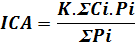 ICA = K.ΣCi.Pi / ΣPi